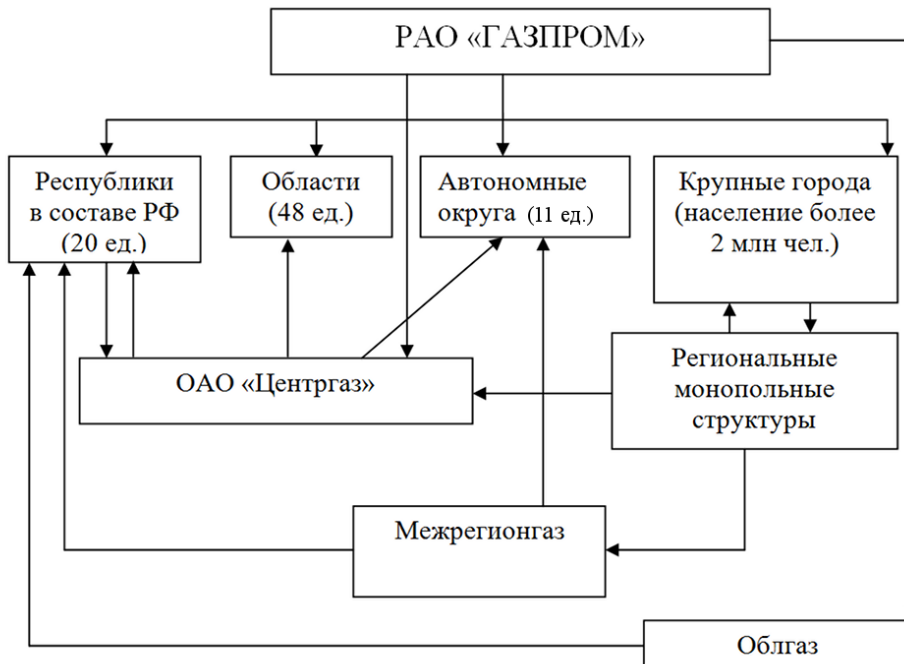 РАО «ГАЗПРОМ»
Республики
в составе РФ
(20 ед.)
Области
(48 ед.)
Автономные
округа (11 ед.)
Крупные города
(население более
2 млн чел.)
ОАО «Центргаз»
Региональные
монопольные
структуры
Межрегионгаз
Облгаз